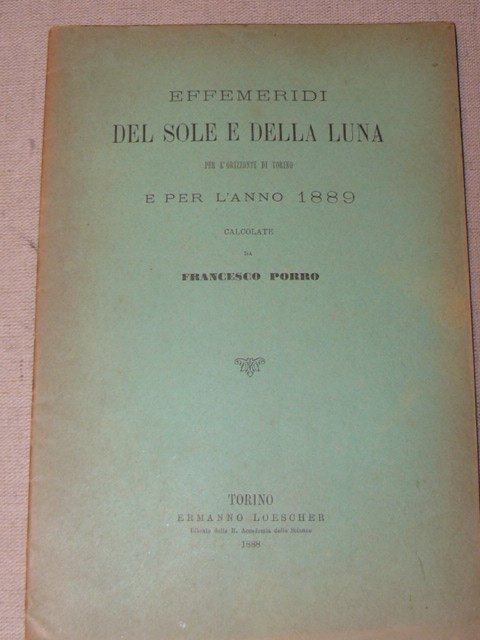 EFFEMERIDI
DEL SOLE E DELLA LUNA
PER L'ORIZZONTE DI TORINO
E PER L'ANNO 1889
CALCOLATE
DA
FRANCESCO PORRO
TORINO
ERMANNO LOESCHER
Libraio della R. Accademia delle Scienze
1888